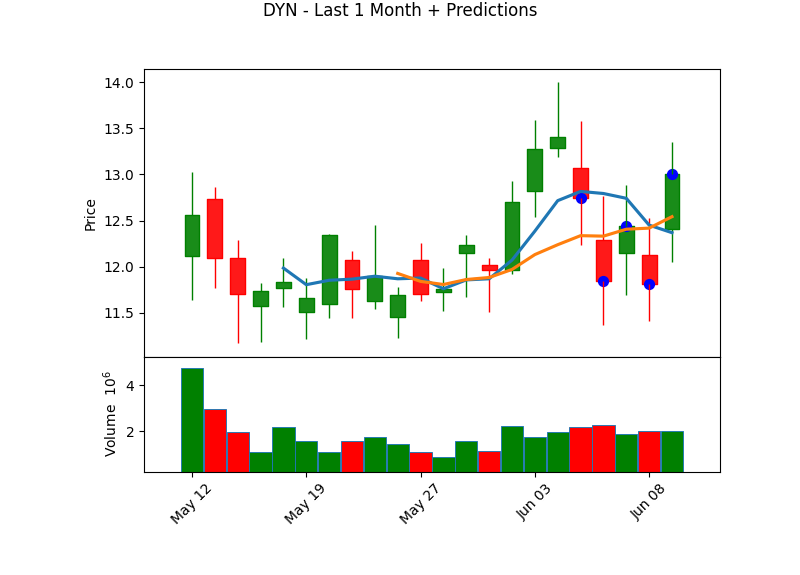 DYN - Last 1 Month + Predictions
14.0
13.5
13.0
12.5
12.0
11.5
Price
4
2
Volume 10^6
May 12
May 19
May 27
Jun 03
Jun 08